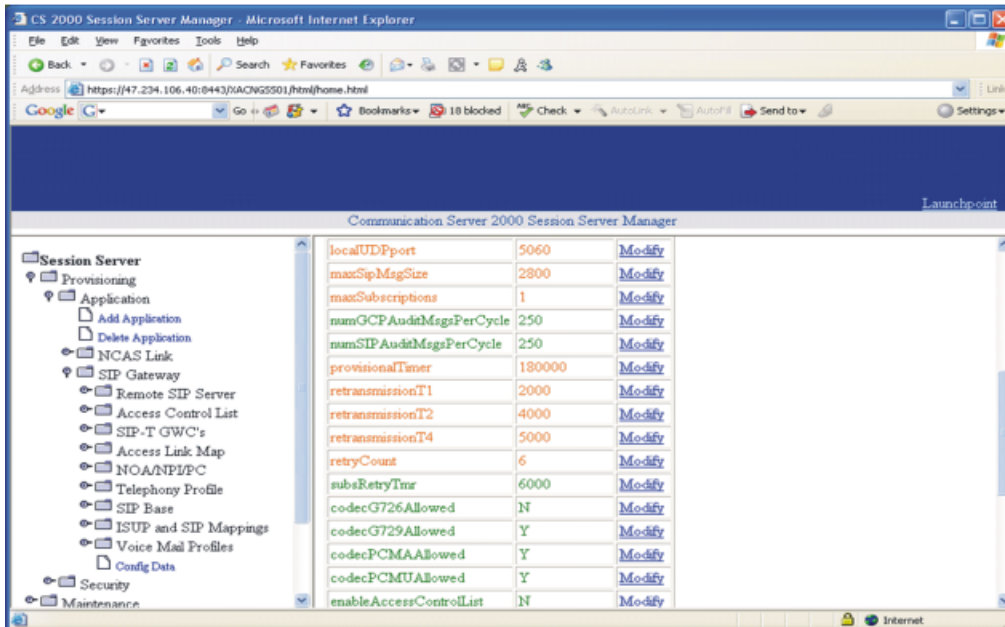 CS 2000 Session Server Manager - Microsoft Internet Explorer
File Edit View Favorites Tools Help
Back Search Favorites
Address https://47.234.106.40:8443/XACNGSS01/html/home.html Link
Google G Go Bookmarks 18 blocked Check AutoLink AutoFill Send to Settings
Launchpoint
Communication Server 2000 Session Server Manager
Session Server
Provisioning
Application
Add Application
Delete Application
NCAS Link
SIP Gateway
Remote SIP Server
Access Control List
SIP-T GWC's
Access Link Map
NOA/NPI/PC
Telephony Profile
SIP Base
ISUP and SIP Mappings
Voice Mail Profiles
Config Data
Security
Maintenance
localUDPport 5060 Modify
maxSipMsgSize 2800 Modify
maxSubscriptions 1 Modify
numGCPAuditMsgsPerCycle 250 Modify
numSIPAuditMsgsPerCycle 250 Modify
provisionalTimer 180000 Modify
retransmissionT1 2000 Modify
retransmissionT2 4000 Modify
retransmissionT4 5000 Modify
retryCount 6 Modify
subsRetryTmr 6000 Modify
codecG726Allowed N Modify
codecG729Allowed Y Modify
codecPCMAAllowed Y Modify
codecPCMUAllowed Y Modify
enableAccessControlList N Modify
Internet